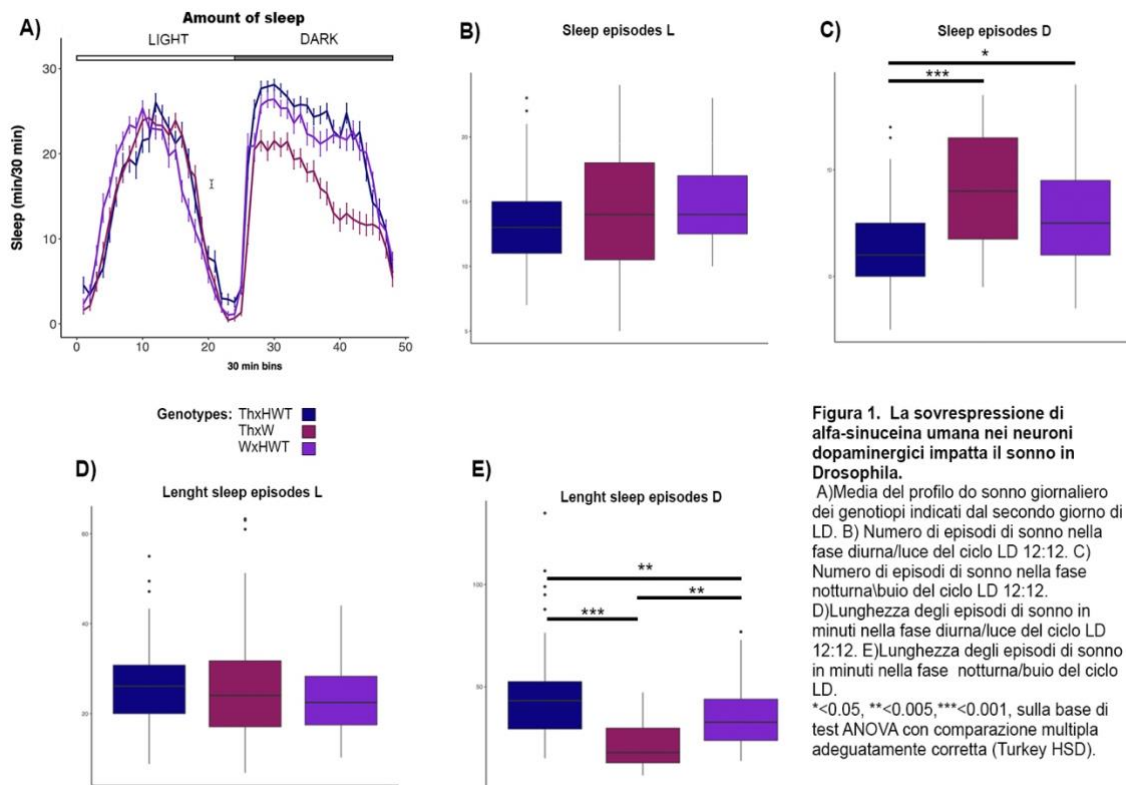 A)
Amount of sleep
LIGHT
DARK
30
20
10
0
Sleep (min/30 min)
0
10
20
30
40
50
30 min bins
Genotypes:
ThxHWT
ThxW
WxHWT
B)
Sleep episodes L
20
15
10
5
C)
Sleep episodes D
*
***
D)
Lenght sleep episodes L
60
40
20
E)
Lenght sleep episodes D
100
50
**
**
***
Figura 1. La sovrespressione di
alfa-sinuceina umana nei neuroni
dopaminergici impatta il sonno in
Drosophila.
A)Media del profilo do sonno giornaliero
dei genotiopi indicati dal secondo giorno di
LD. B) Numero di episodi di sonno nella
fase diurna/luce del ciclo LD 12:12. C)
Numero di episodi di sonno nella fase
notturna\buio del ciclo LD 12:12.
D)Lunghezza degli episodi di sonno in
minuti nella fase diurna/luce del ciclo LD
12:12. E)Lunghezza degli episodi di sonno
in minuti nella fase notturna/buio del ciclo
LD.
*<0.05, **<0.005,***<0.001, sulla base di
test ANOVA con comparazione multipla
adeguatamente corretta (Turkey HSD).